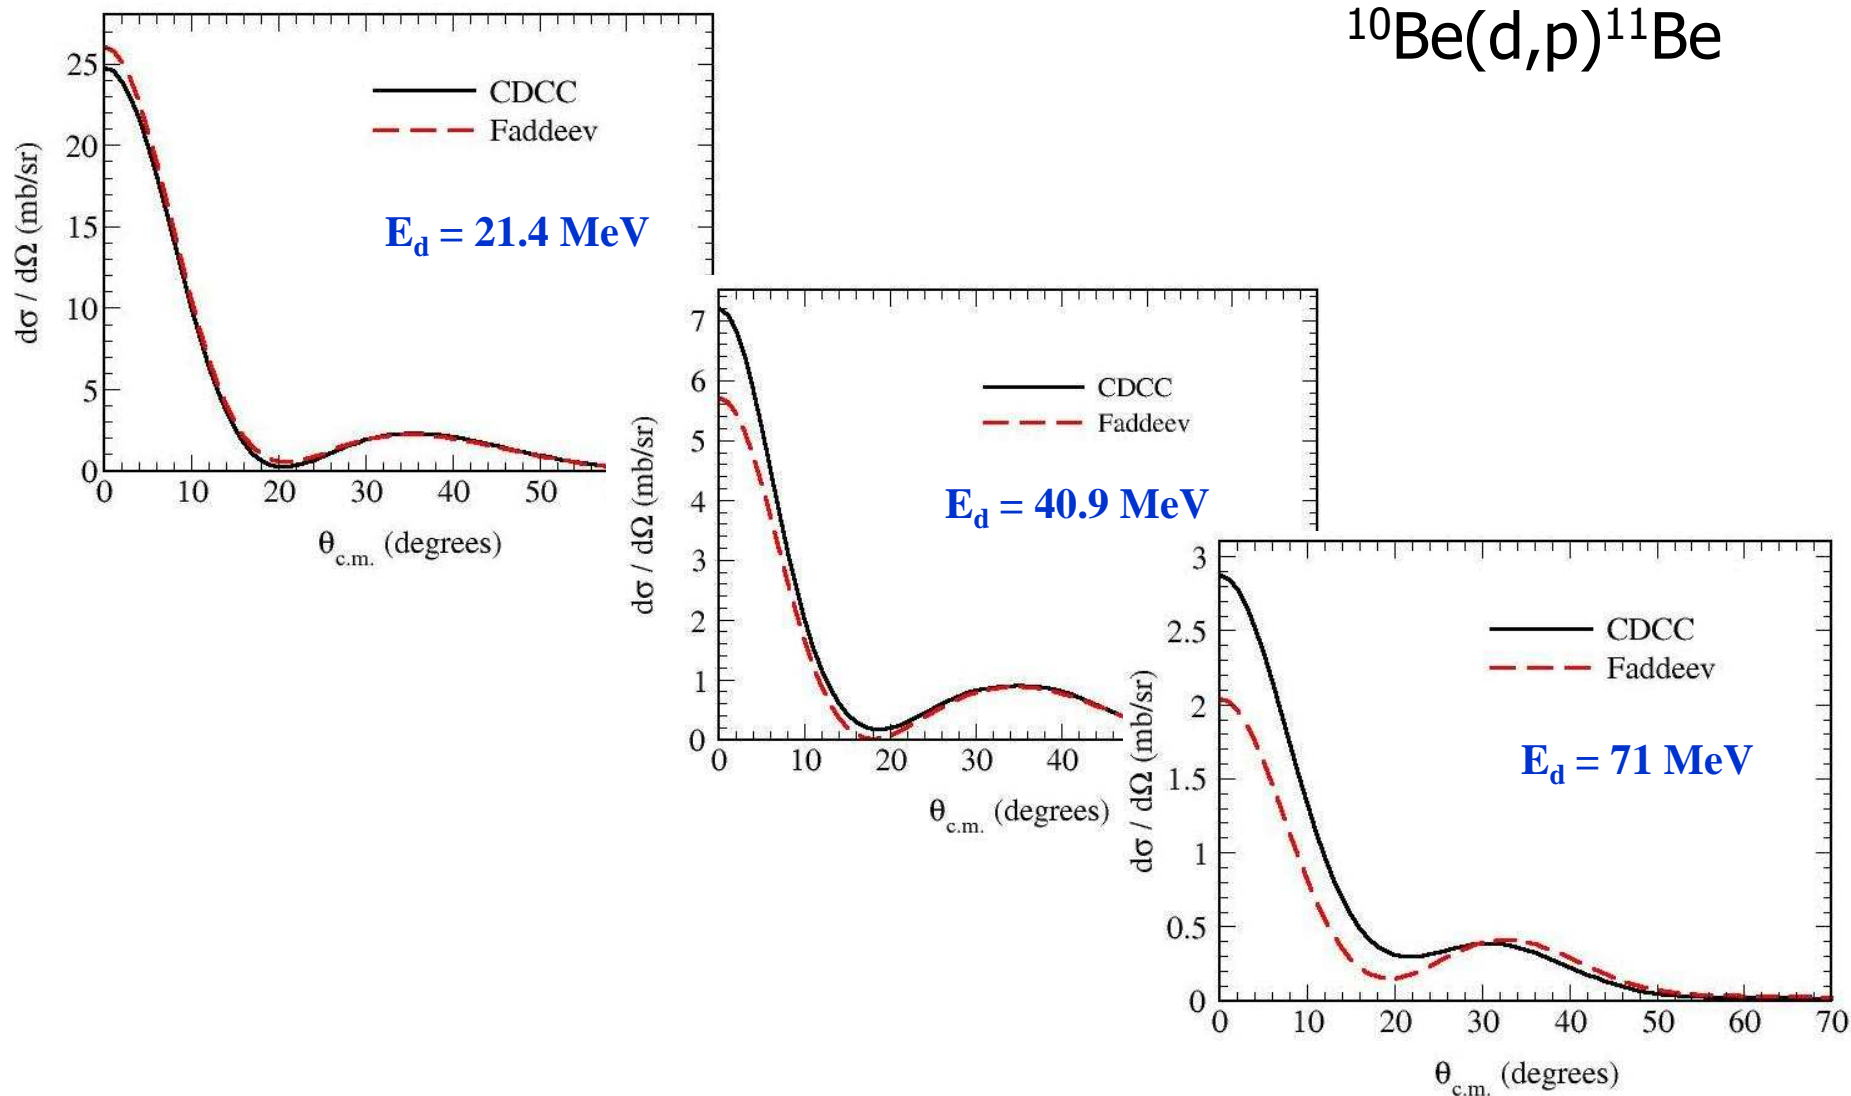 ¹⁰Be(d,p)¹¹Be
25
20
15
10
5
0
0 10 20 30 40 50
dσ / dΩ (mb/sr)
θc.m. (degrees)
CDCC
Faddeev
Ed = 21.4 MeV
7
6
5
4
3
2
1
0
0 10 20 30 40
dσ / dΩ (mb/sr)
θc.m. (degrees)
CDCC
Faddeev
Ed = 40.9 MeV
3
2.5
2
1.5
1
0.5
0
0 10 20 30 40 50 60 70
dσ / dΩ (mb/sr)
θc.m. (degrees)
CDCC
Faddeev
Ed = 71 MeV